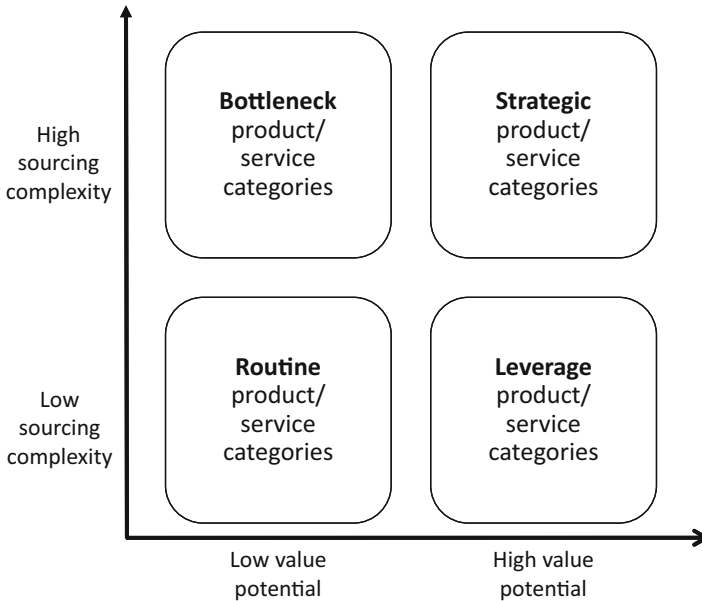 High
sourcing
complexity
Bottleneck
product/
service
categories
Strategic
product/
service
categories
Low
sourcing
complexity
Routine
product/
service
categories
Leverage
product/
service
categories
Low value
potential
High value
potential